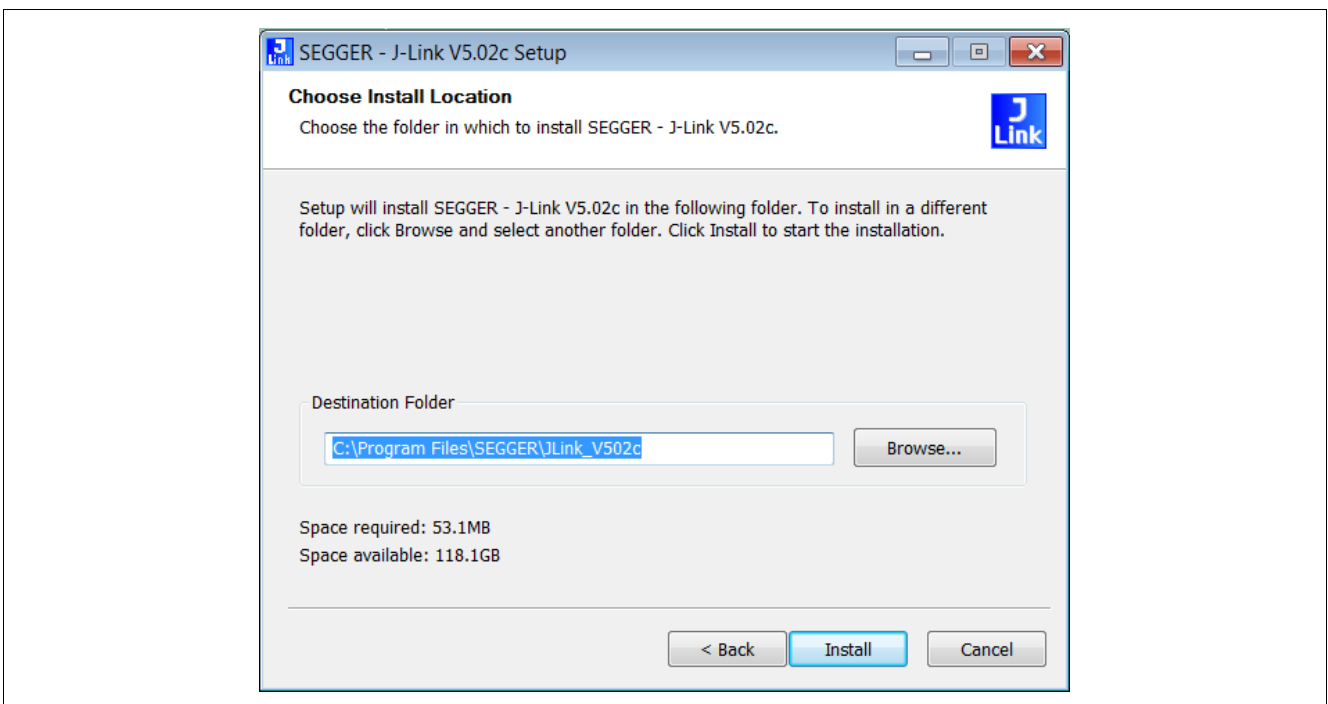 J
Link
SEGGER - J-Link V5.02c Setup
Choose Install Location
Choose the folder in which to install SEGGER - J-Link V5.02c.
J
Link
Setup will install SEGGER - J-Link V5.02c in the following folder. To install in a different
folder, click Browse and select another folder. Click Install to start the installation.
Destination Folder
C:\Program Files\SEGGER\JLink_V502c
Browse...
Space required: 53.1MB
Space available: 118.1GB
< Back
Install
Cancel